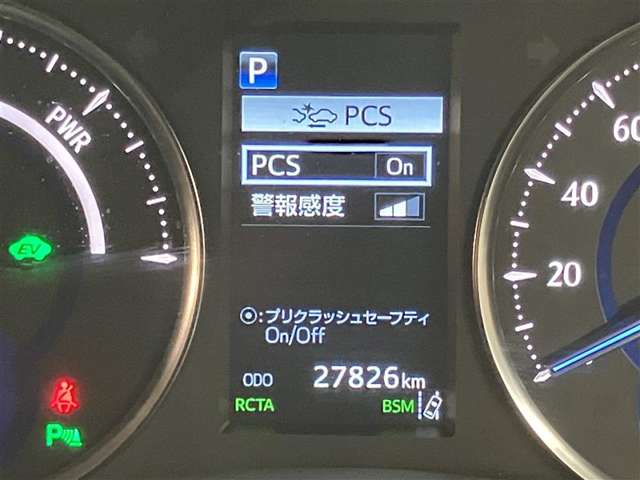 P
PCS
PWR
PCS On
警報感度
60
40
20
EV
◉:プリクラッシュセーフティ
On/Off
ODO 27826km
RCTA BSM
P